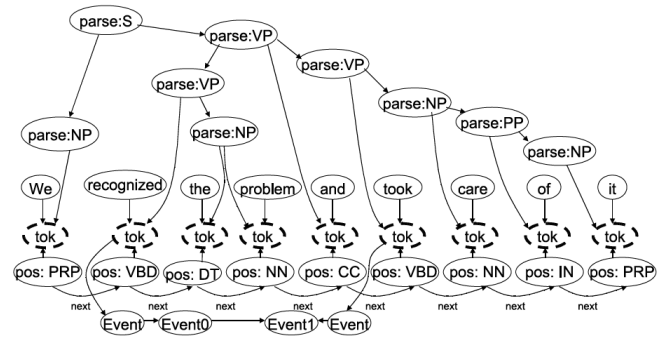 parse:S
parse:VP
parse:VP
parse:VP
parse:NP
parse:PP
parse:NP
parse:NP
parse:NP
We recognized the problem and took care of it
tok tok tok tok tok tok tok tok tok
pos: PRP pos: VBD pos: DT pos: NN pos: CC pos: VBD pos: NN pos: IN pos: PRP
next next next next next next next next
Event Event0 Event1 Event